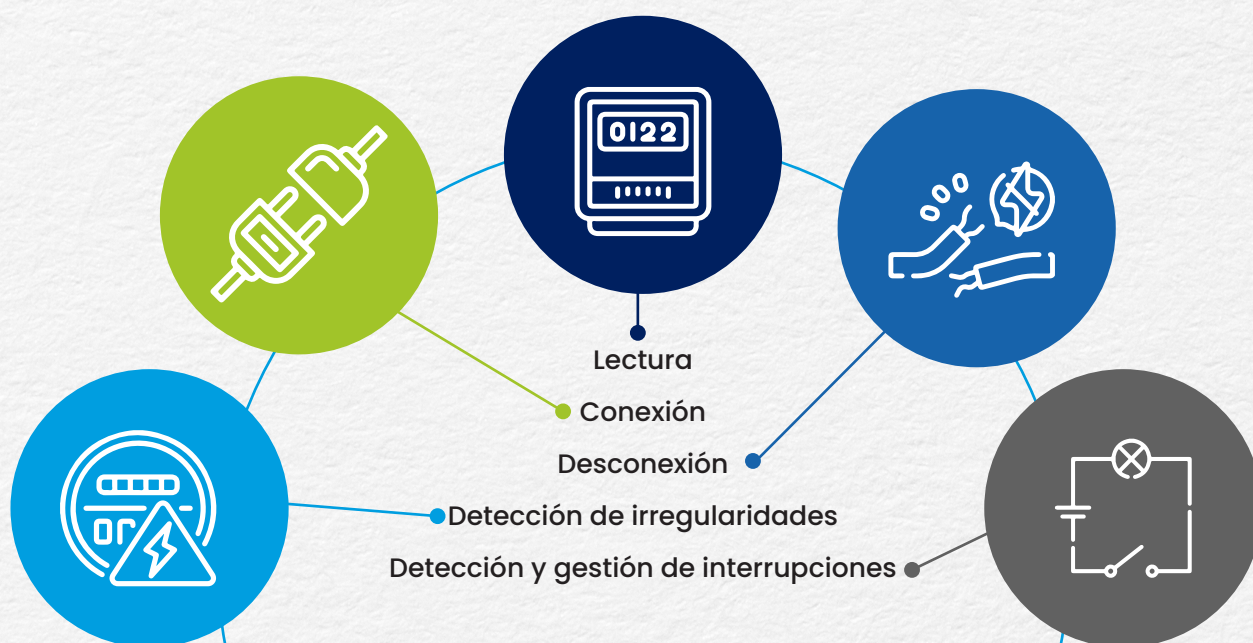 0122
Lectura
Conexión
Desconexión
Detección de irregularidades
Detección y gestión de interrupciones